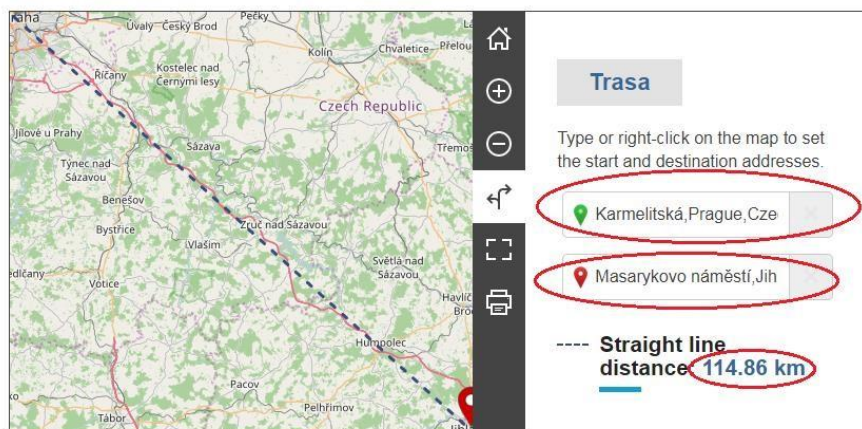 Praha
Úvaly
Český Brod
Pečky
Kolín
Chvaletice
Přelou
Říčany
Kostelec nad
Černými lesy
Czech Republic
Jílové u Prahy
Sázava
Týnec nad
Sázavou
Benešov
Bystřice
Zruč nad Sázavou
Vlašim
Světlá nad
Sázavou
Votice
Havlíč
Brod
Humpolec
Pacov
Pelhřimov
Tábor
Jihl
Trasa
Type or right-click on the map to set
the start and destination addresses.
Karmelitská,Prague,Cze
Masarykovo náměstí,Jih
Straight line
distance 114.86 km